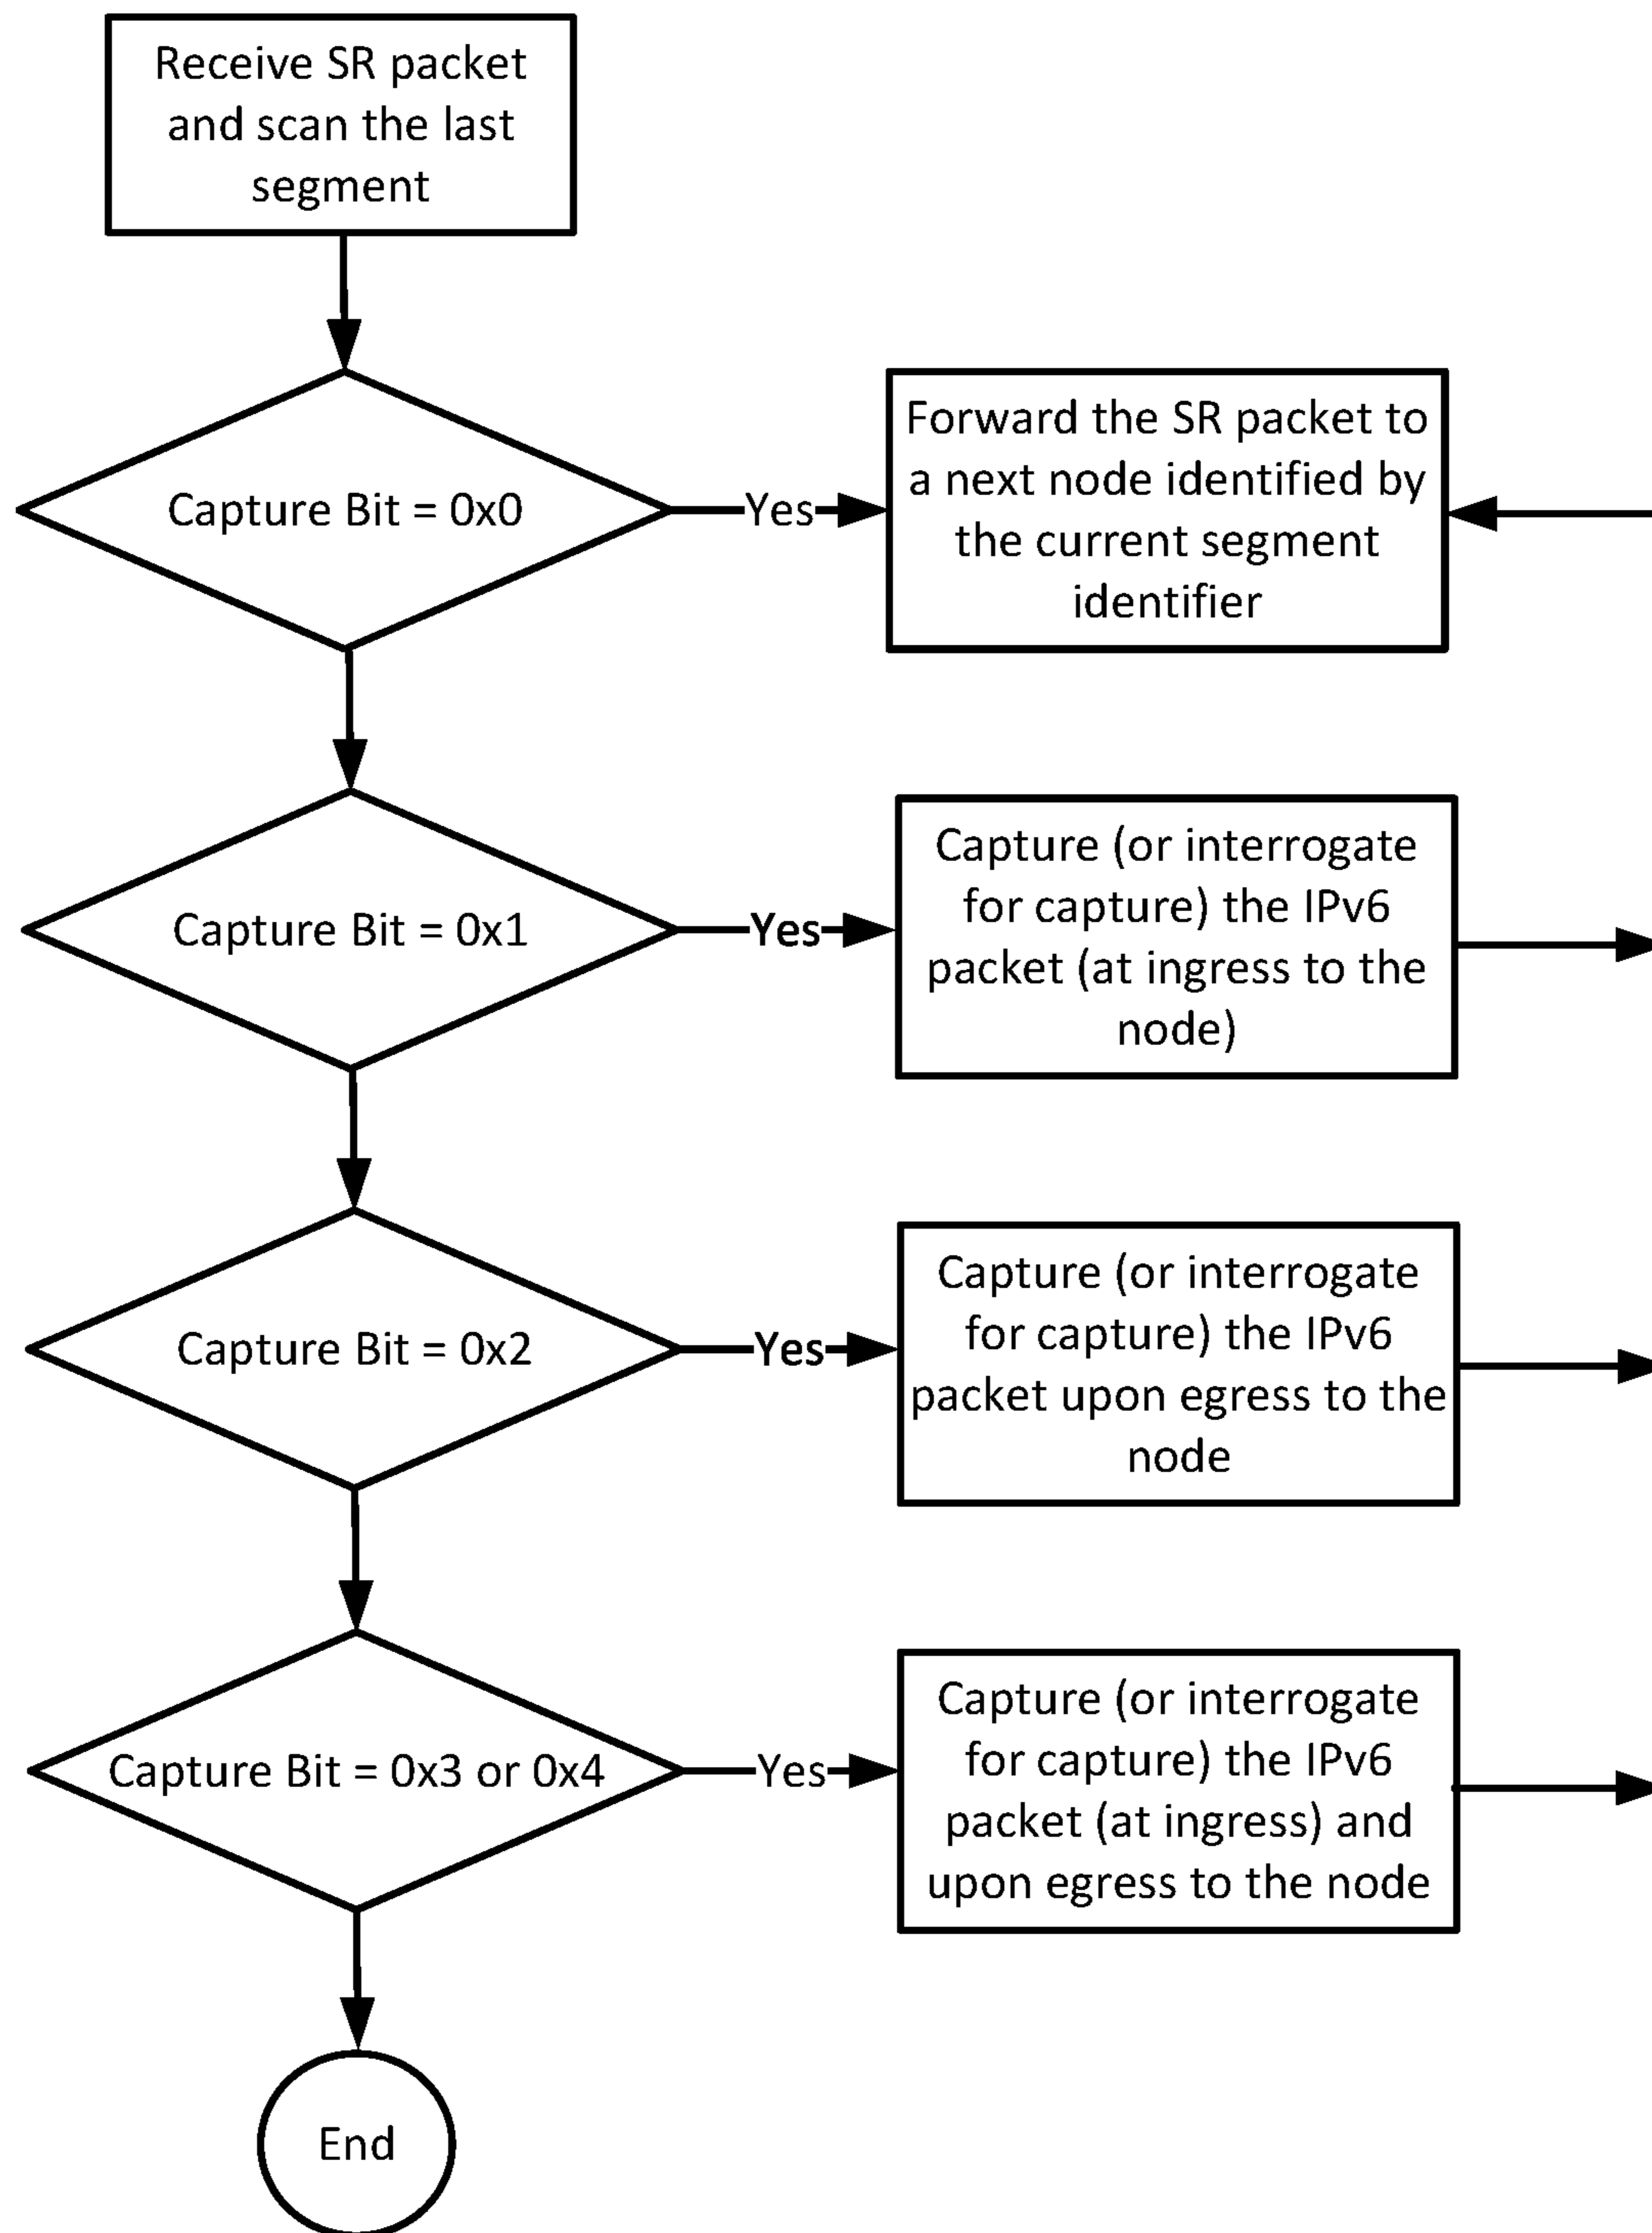 Receive SR packet
and scan the last
segment
Capture Bit = 0x0
Yes
Forward the SR packet to
a next node identified by
the current segment
identifier
Capture Bit = 0x1
Yes
Capture (or interrogate
for capture) the IPv6
packet (at ingress to the
node)
Capture Bit = 0x2
Yes
Capture (or interrogate
for capture) the IPv6
packet upon egress to the
node
Capture Bit = 0x3 or 0x4
Yes
Capture (or interrogate
for capture) the IPv6
packet (at ingress) and
upon egress to the node
End